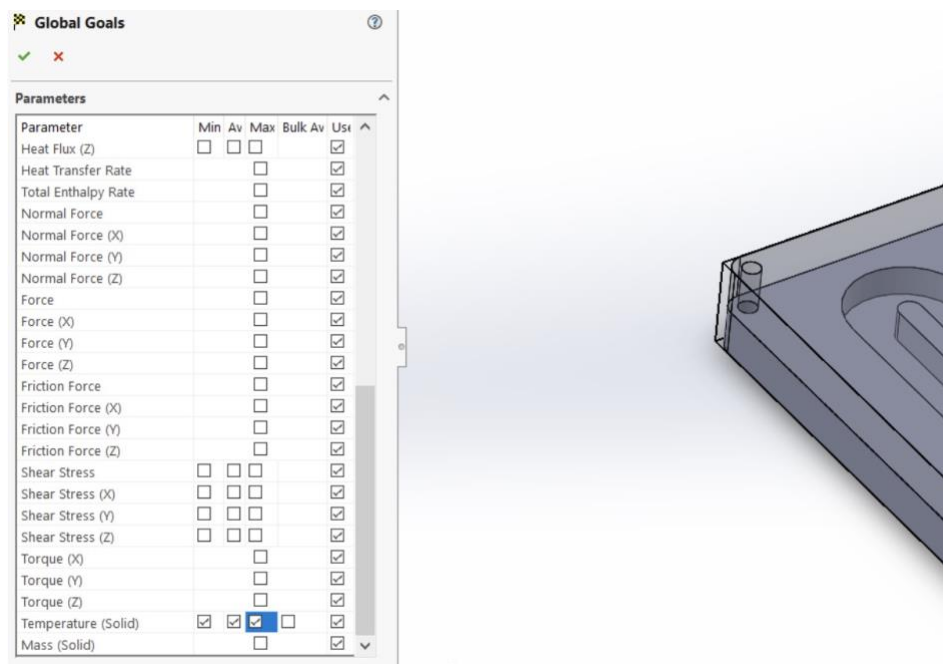 Global Goals
Parameters
Parameter Min Av Max Bulk Av Use
Heat Flux (Z)
Heat Transfer Rate
Total Enthalpy Rate
Normal Force
Normal Force (X)
Normal Force (Y)
Normal Force (Z)
Force
Force (X)
Force (Y)
Force (Z)
Friction Force
Friction Force (X)
Friction Force (Y)
Friction Force (Z)
Shear Stress
Shear Stress (X)
Shear Stress (Y)
Shear Stress (Z)
Torque (X)
Torque (Y)
Torque (Z)
Temperature (Solid)
Mass (Solid)